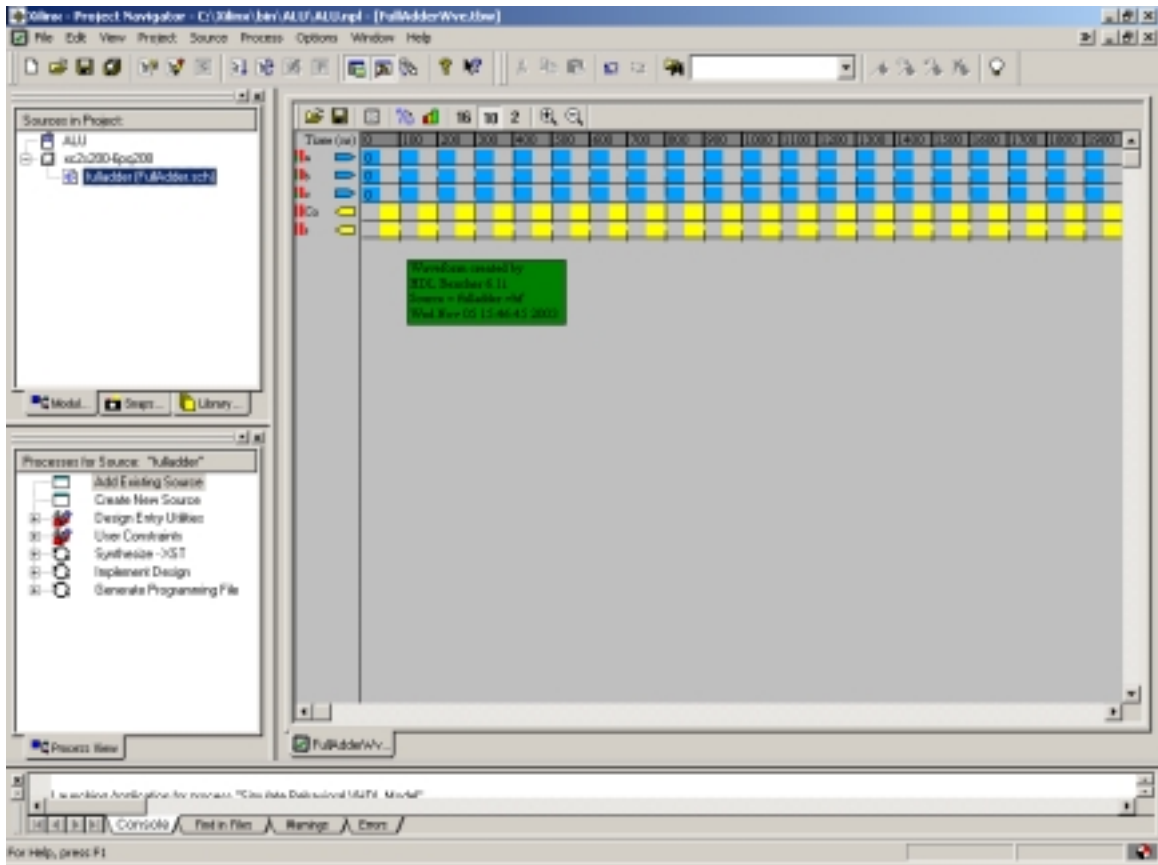 Xilinx - Project Navigator - C:\Xilinx\bin\ALU\ALU.npl - [FullAdderWve.tbw]
File Edit View Project Source Process Options Window Help
Sources in Project:
ALU
xc2s200-6pq208
fulladder (FullAdder.sch)
Modul... Snaps... Library...
Processes for Source: "fulladder"
Add Existing Source
Create New Source
Design Entry Utilities
User Constraints
Synthesize - XST
Implement Design
Generate Programming File
Process View
16 10 2
Time (ns) 0 100 200 300 400 500 600 700 800 900 1000 1100 1200 1300 1400 1500 1600 1700 1800 1900
a 0
b 0
c 0
Co
s
Waveform created by
HDL Bencher 6.1i
Source = fulladder.vhf
Wed Nov 05 15:46:45 2003
FullAdderWv...
Launching Application for process "Simulate Behavioral VHDL Model".
Console Find in Files Warnings Errors
For Help, press F1